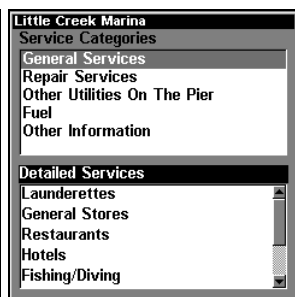 Little Creek Marina
Service Categories
General Services
Repair Services
Other Utilities On The Pier
Fuel
Other Information
Detailed Services
Launderettes
General Stores
Restaurants
Hotels
Fishing/Diving